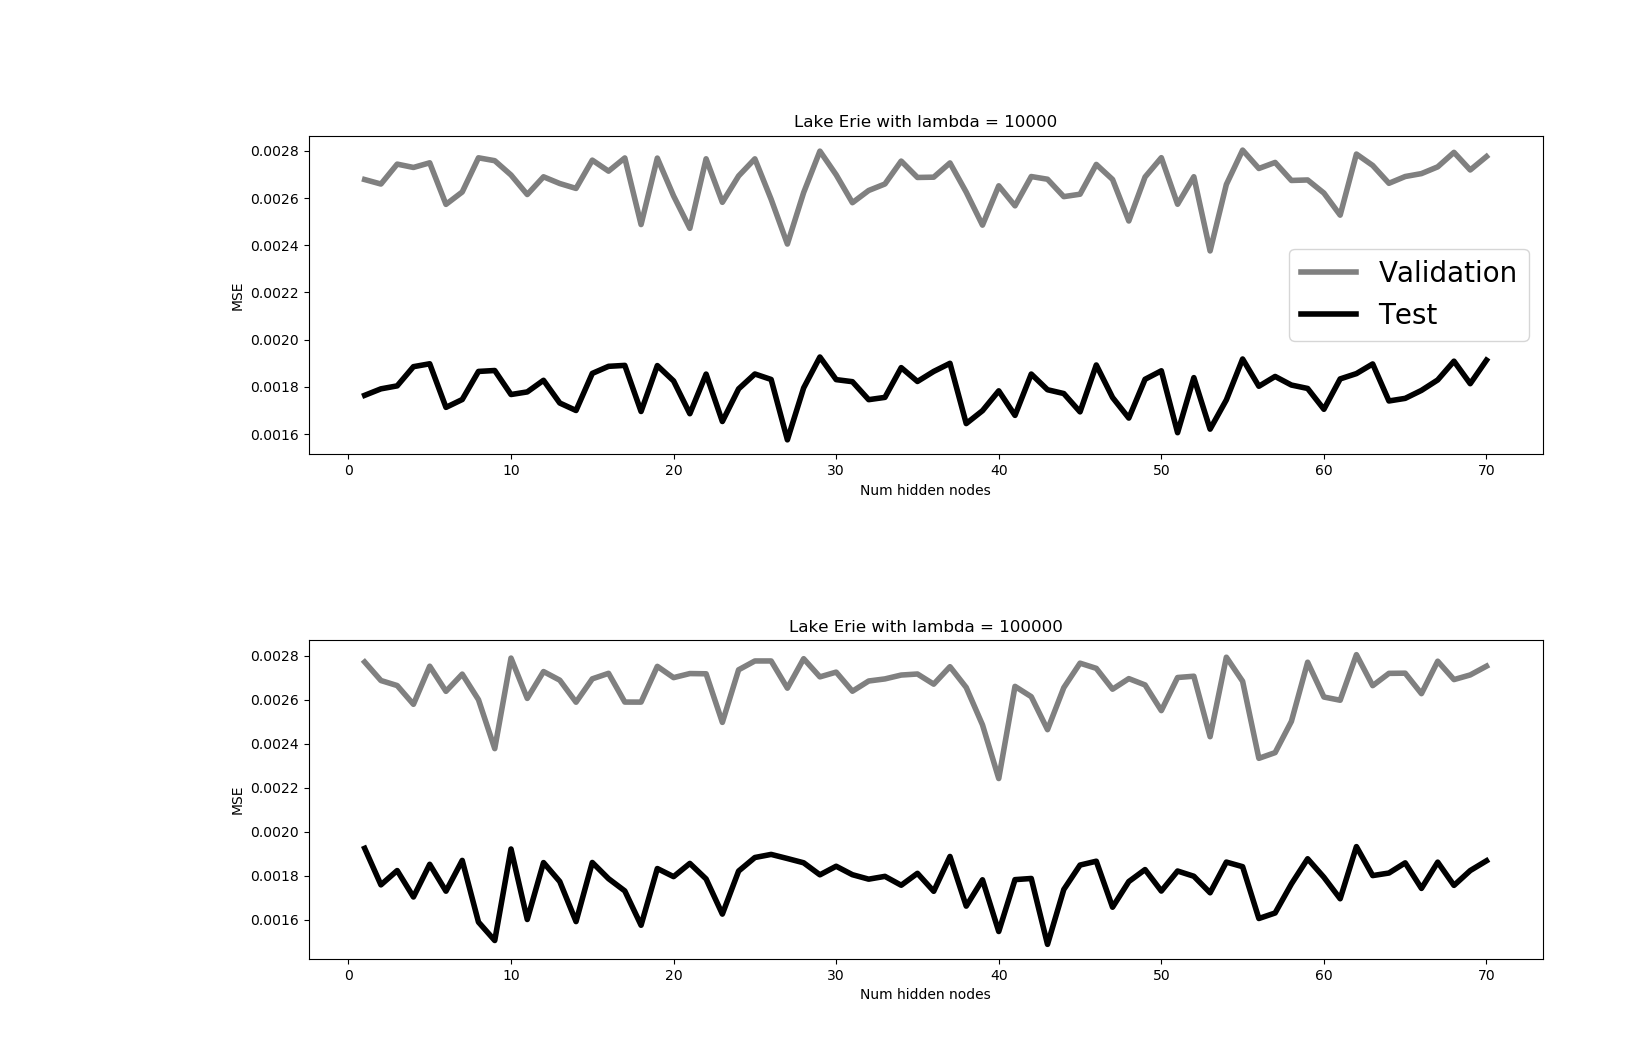 Lake Erie with lambda = 10000
0.0028
0.0026
0.0024
0.0022
0.0020
0.0018
0.0016
MSE
Validation
Test
0 10 20 30 40 50 60 70
Num hidden nodes
Lake Erie with lambda = 100000
0.0028
0.0026
0.0024
0.0022
0.0020
0.0018
0.0016
MSE
0 10 20 30 40 50 60 70
Num hidden nodes